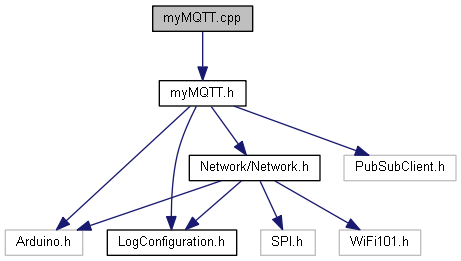 myMQTT.cpp
myMQTT.h
Network/Network.h
PubSubClient.h
Arduino.h
LogConfiguration.h
SPI.h
WiFi101.h